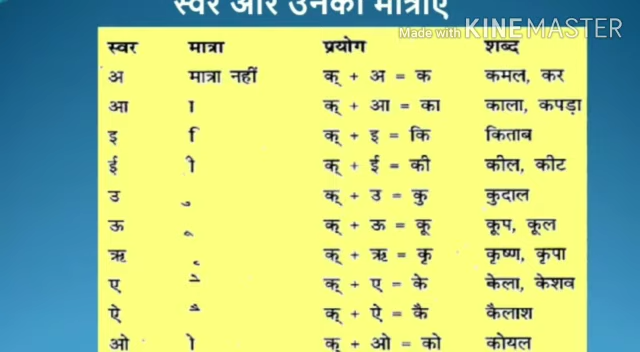 स्वर और उनकी मात्राएँ
Made with KINEMASTER
स्वर मात्रा प्रयोग शब्द
अ मात्रा नहीं क् + अ = क कमल, कर
आ ा क् + आ = का काला, कपड़ा
इ ि क् + इ = कि किताब
ई ी क् + ई = की कील, कीट
उ ु क् + उ = कु कुदाल
ऊ ू क् + ऊ = कू कूप, कूल
ऋ ृ क् + ऋ = कृ कृष्ण, कृपा
ए े क् + ए = के केला, केशव
ऐ ै क् + ऐ = कै कैलाश
ओ ो क् + ओ = को कोयल